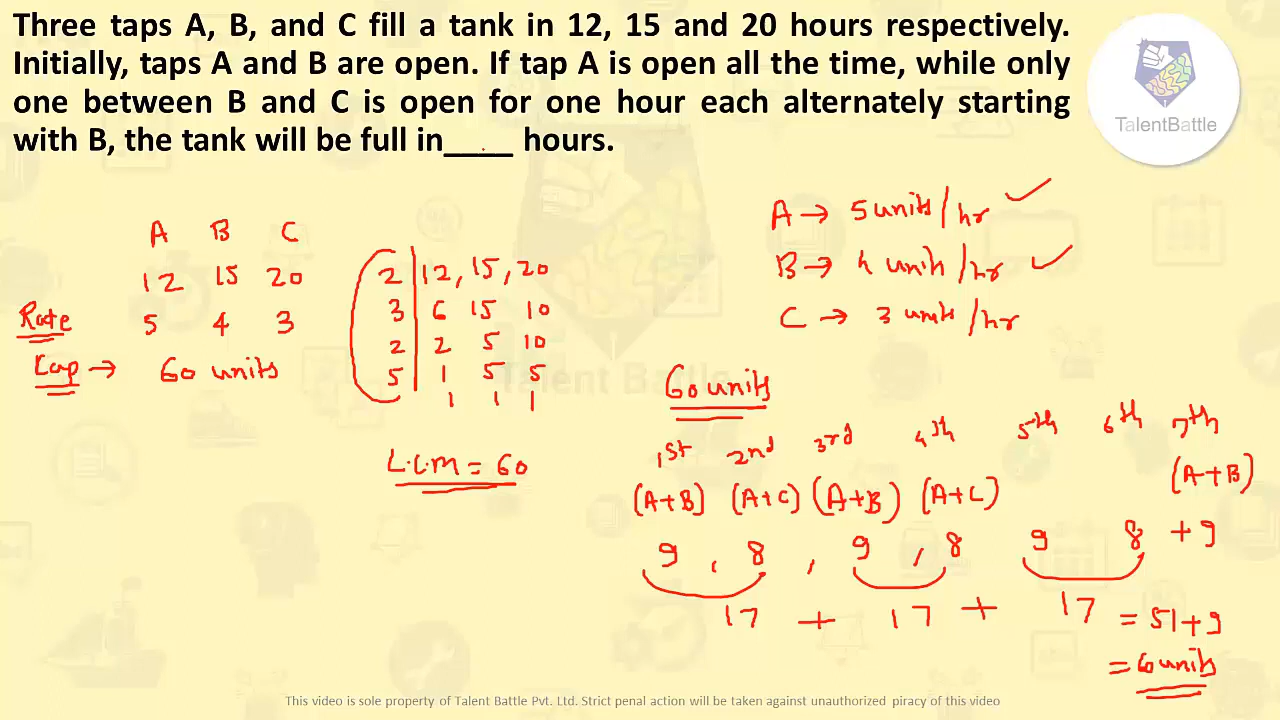 Three taps A, B, and C fill a tank in 12, 15 and 20 hours respectively.
Initially, taps A and B are open. If tap A is open all the time, while only
one between B and C is open for one hour each alternately starting
with B, the tank will be full in____ hours.
TalentBattle
A B C
12 15 20
Rate 5 4 3
Cap → 60 units
2 | 12, 15, 20
3 | 6 15 10
2 | 2 5 10
5 | 1 5 5
1 1 1
L.C.M = 60
A → 5 units/hr ✓
B → 4 units/hr ✓
C → 3 units/hr
60 units
1st 2nd 3rd 4th 5th 6th 7th
(A+B) (A+C) (A+B) (A+C) (A+B)
9 , 8 , 9 , 8 9 8 + 9
17 + 17 + 17 = 51+9
= 60 units
Talent Battle
This video is sole property of Talent Battle Pvt. Ltd. Strict penal action will be taken against unauthorized piracy of this video